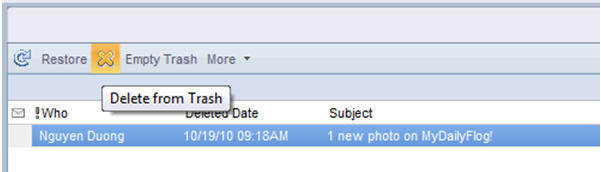 Restore Empty Trash More
Delete from Trash
!Who Deleted Date Subject
Nguyen Duong 10/19/10 09:18AM 1 new photo on MyDailyFlog!